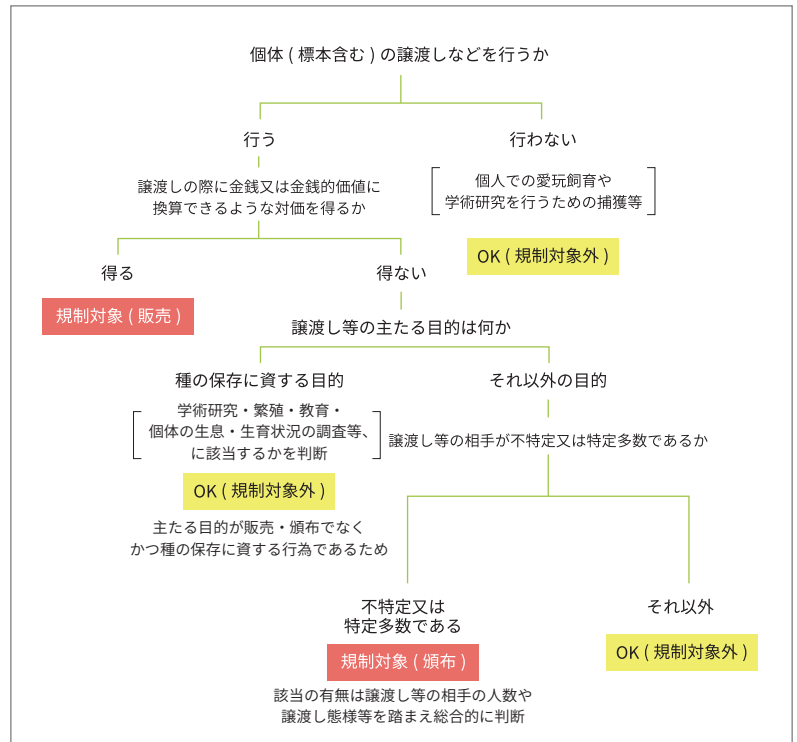 個体 ( 標本含む ) の譲渡しなどを行うか
行う
行わない
譲渡しの際に金銭又は金銭的価値に
換算できるような対価を得るか
個人での愛玩飼育や
学術研究を行うための捕獲等
OK ( 規制対象外 )
得る
得ない
規制対象 ( 販売 )
譲渡し等の主たる目的は何か
種の保存に資する目的
それ以外の目的
学術研究・繁殖・教育・
個体の生息・生育状況の調査等、
に該当するかを判断
譲渡し等の相手が不特定又は特定多数であるか
OK ( 規制対象外 )
主たる目的が販売・頒布でなく
かつ種の保存に資する行為であるため
不特定又は
特定多数である
それ以外
規制対象 ( 頒布 )
OK ( 規制対象外 )
該当の有無は譲渡し等の相手の人数や
譲渡し態様等を踏まえ総合的に判断